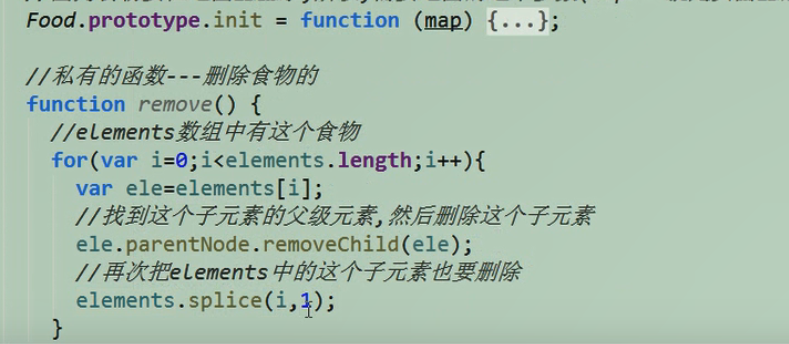 Food.prototype.init = function (map) {...};
//私有的函数---删除食物的
function remove() {
//elements数组中有这个食物
for(var i=0;i<elements.length;i++){
var ele=elements[i];
//找到这个子元素的父级元素,然后删除这个子元素
ele.parentNode.removeChild(ele);
//再次把elements中的这个子元素也要删除
elements.splice(i,1);
}